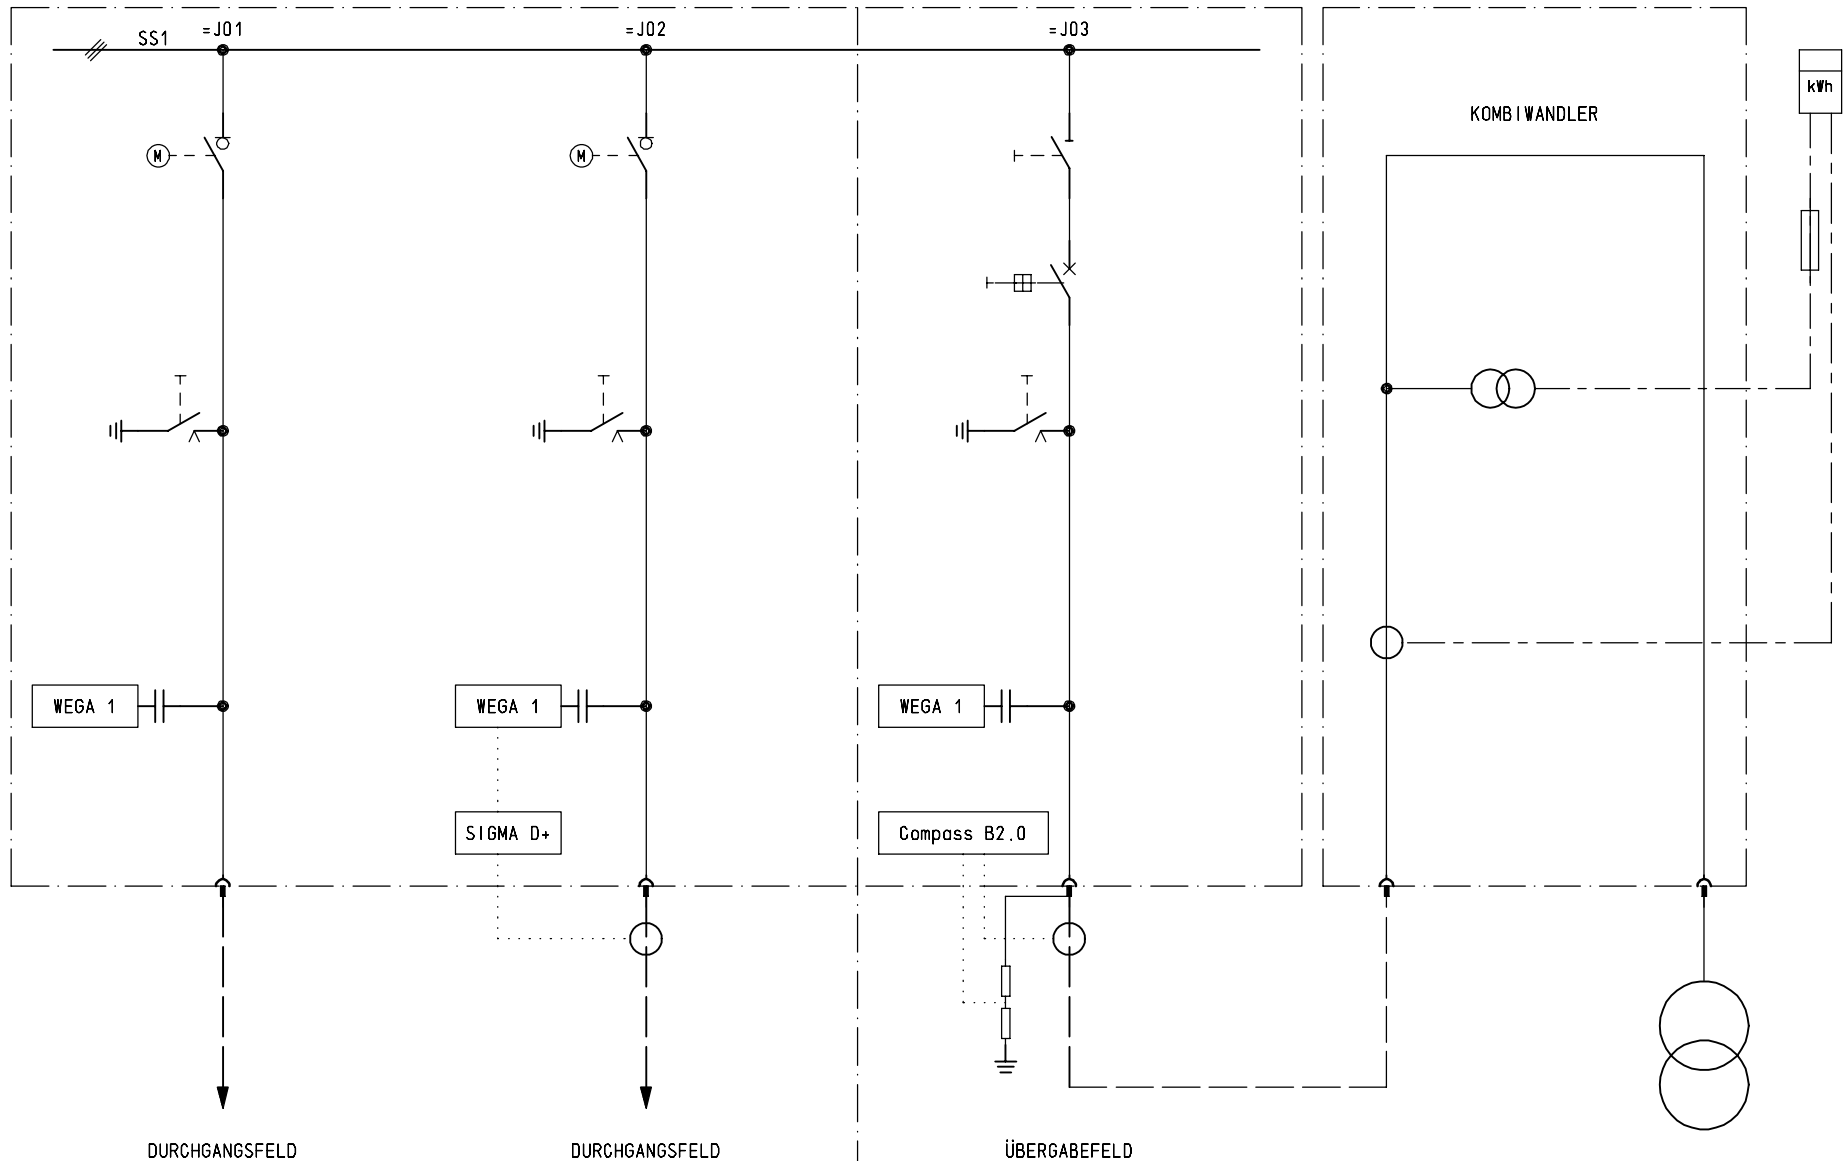 SS1
=J01
=J02
=J03
KOMBIWANDLER
kWh
M
M
WEGA 1
WEGA 1
WEGA 1
SIGMA D+
Compass B2.0
DURCHGANGSFELD
DURCHGANGSFELD
ÜBERGABEFELD